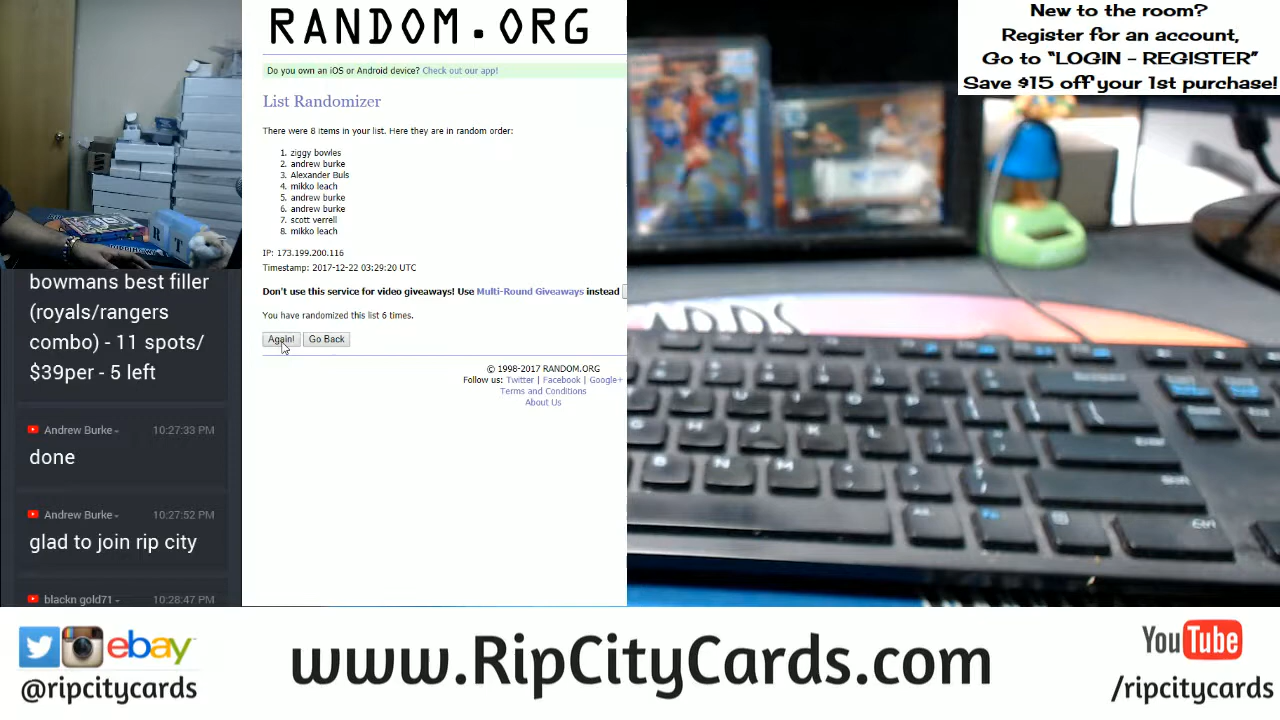 RANDOM.ORG
Do you own an iOS or Android device? Check out our app!
List Randomizer
There were 8 items in your list. Here they are in random order:
1. ziggy bowles
2. andrew burke
3. Alexander Buls
4. mikko leach
5. andrew burke
6. andrew burke
7. scott verrell
8. mikko leach
IP: 173.199.200.116
Timestamp: 2017-12-22 03:29:20 UTC
Don't use this service for video giveaways! Use Multi-Round Giveaways instead
You have randomized this list 6 times.
Again! Go Back
© 1998-2017 RANDOM.ORG
Follow us: Twitter | Facebook | Google+
Terms and Conditions
About Us
New to the room?
Register for an account,
Go to “LOGIN - REGISTER”
Save $15 off your 1st purchase!
bowmans best filler
(royals/rangers
combo) - 11 spots/
$39per - 5 left
Andrew Burke 10:27:33 PM
done
Andrew Burke 10:27:52 PM
glad to join rip city
blackn gold71 10:28:47 PM
ebay
@ripcitycards
www.RipCityCards.com
YouTube
/ripcitycards